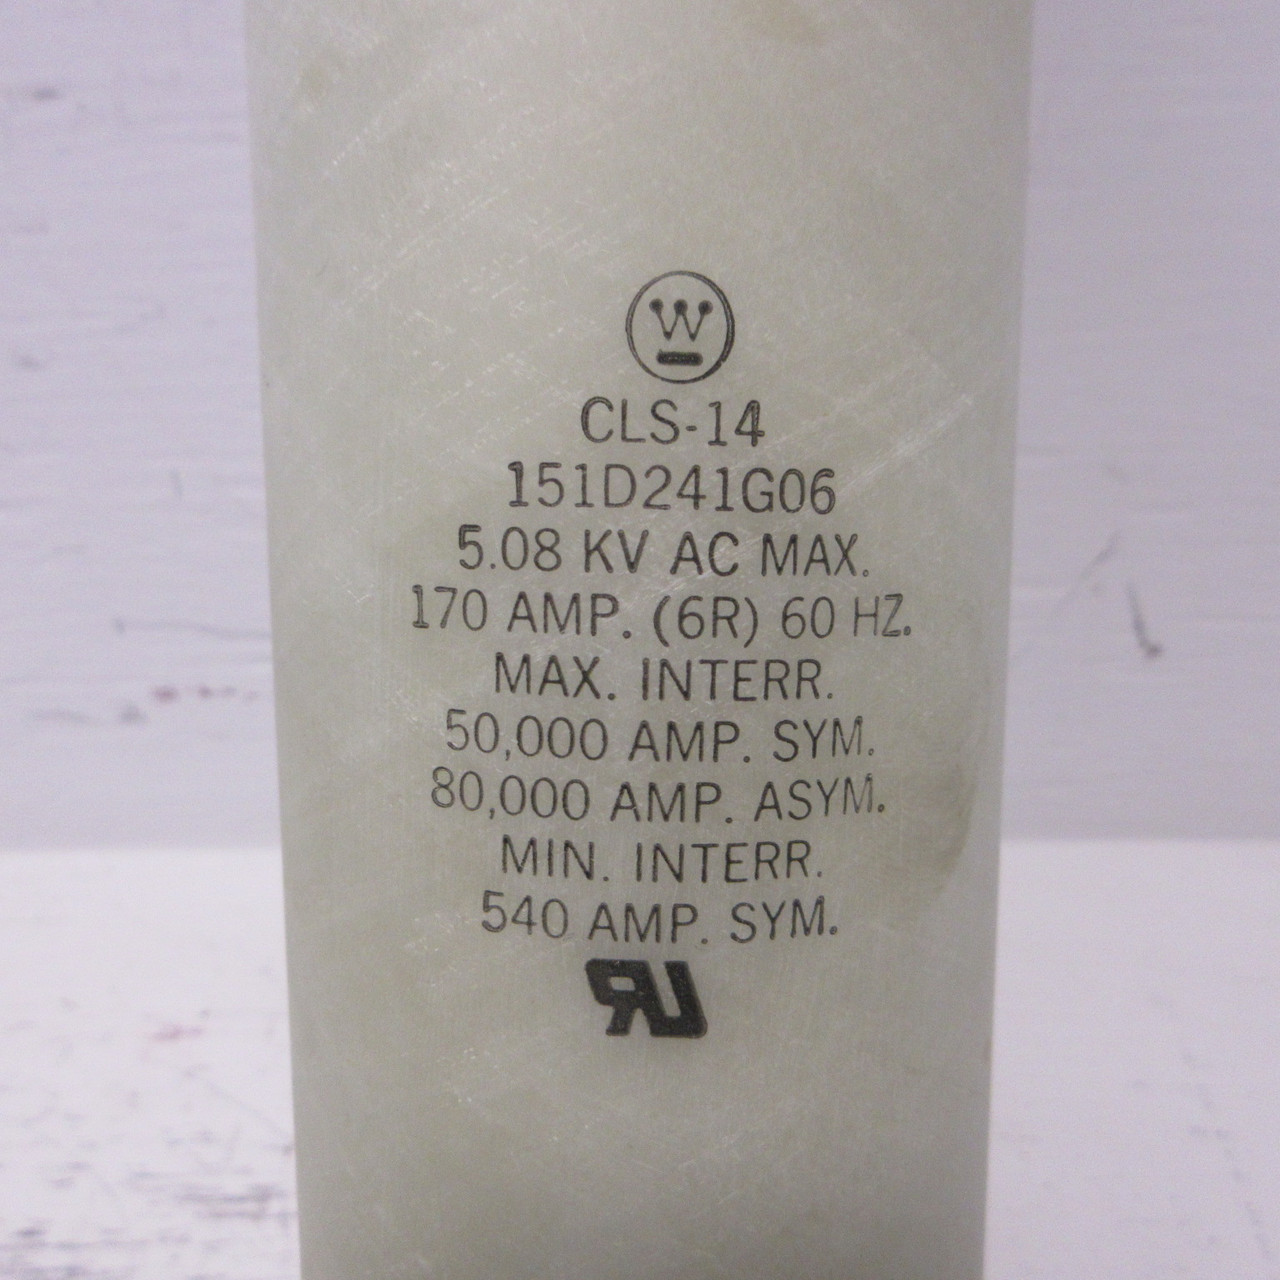 W
CLS-14
151D241G06
5.08 KV AC MAX.
170 AMP. (6R) 60 HZ.
MAX. INTERR.
50,000 AMP. SYM.
80,000 AMP. ASYM.
MIN. INTERR.
540 AMP. SYM.
RU